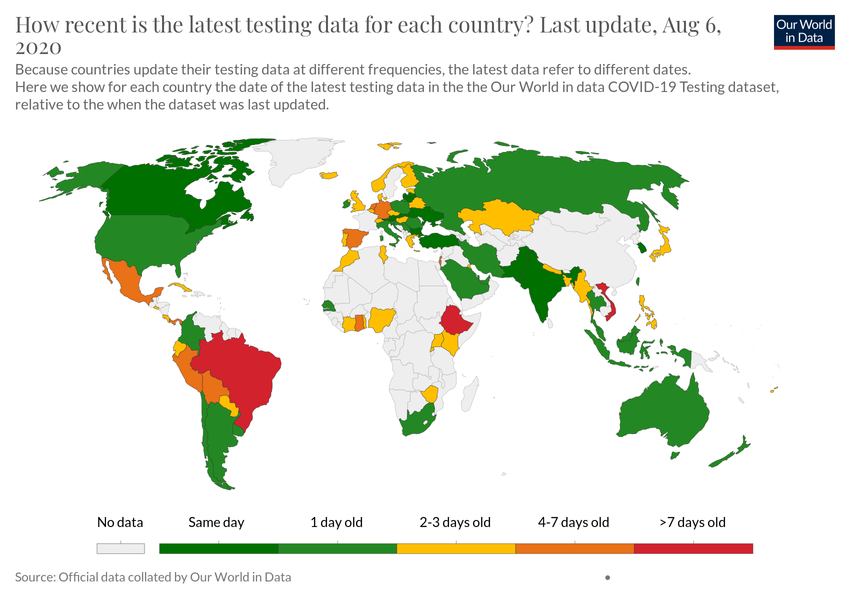 How recent is the latest testing data for each country? Last update, Aug 6,
2020
Our World
in Data
Because countries update their testing data at different frequencies, the latest data refer to different dates.
Here we show for each country the date of the latest testing data in the the Our World in data COVID-19 Testing dataset,
relative to the when the dataset was last updated.
No data
Same day
1 day old
2-3 days old
4-7 days old
>7 days old
Source: Official data collated by Our World in Data